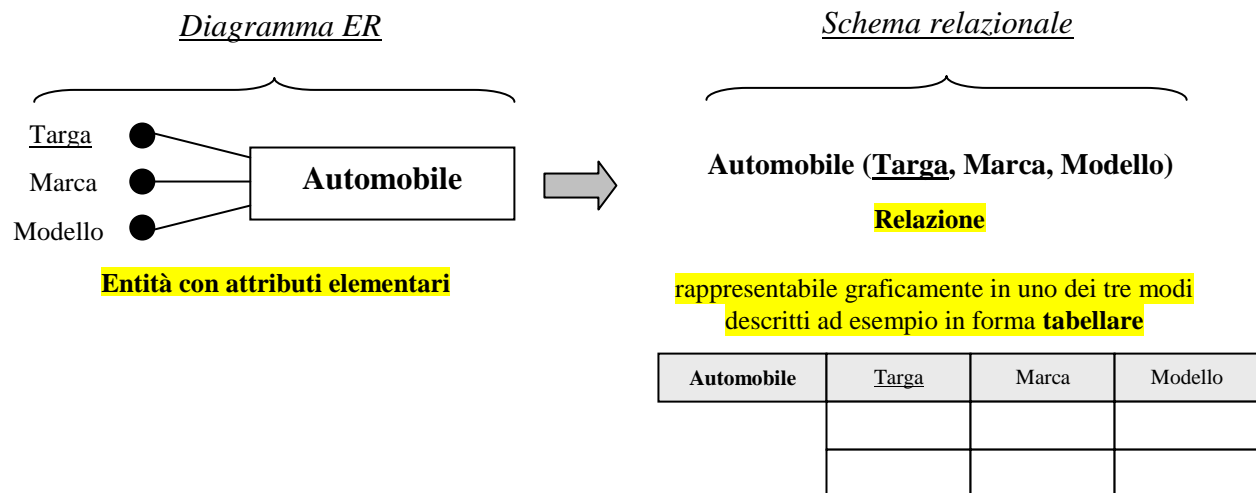 Diagramma ER
Targa
Marca
Modello
Automobile
Entità con attributi elementari
Schema relazionale
Automobile (Targa, Marca, Modello)
Relazione
rappresentabile graficamente in uno dei tre modi
descritti ad esempio in forma tabellare
Automobile Targa Marca Modello